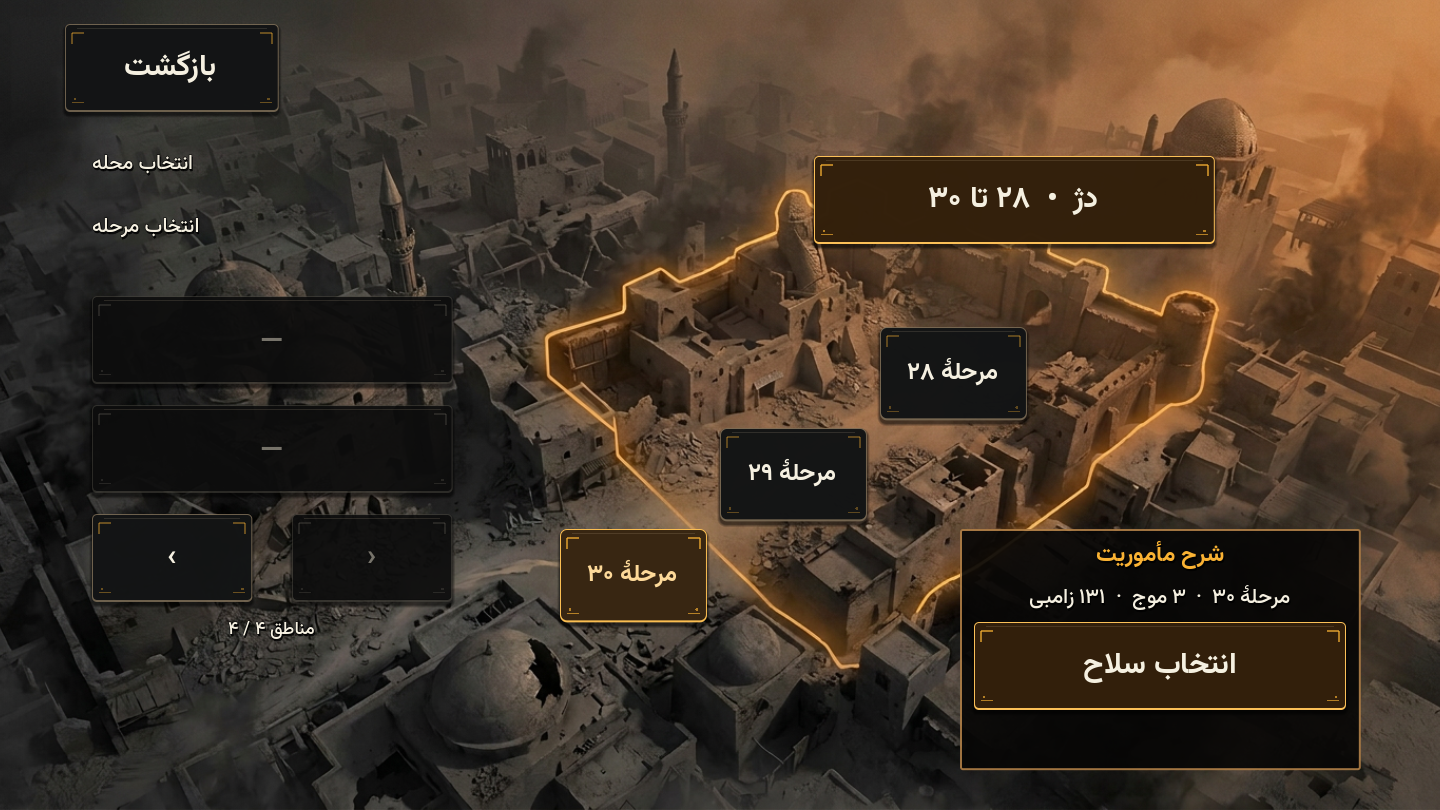 بازگشت
انتخاب محله
انتخاب مرحله
دژ • ۲۸ تا ۳۰
—
—
مرحلهٔ ۲۸
مرحلهٔ ۲۹
مرحلهٔ ۳۰
‹
›
مناطق ۴ / ۴
شرح مأموریت
مرحلهٔ ۳۰ · ۳ موج · ۱۳۱ زامبی
انتخاب سلاح